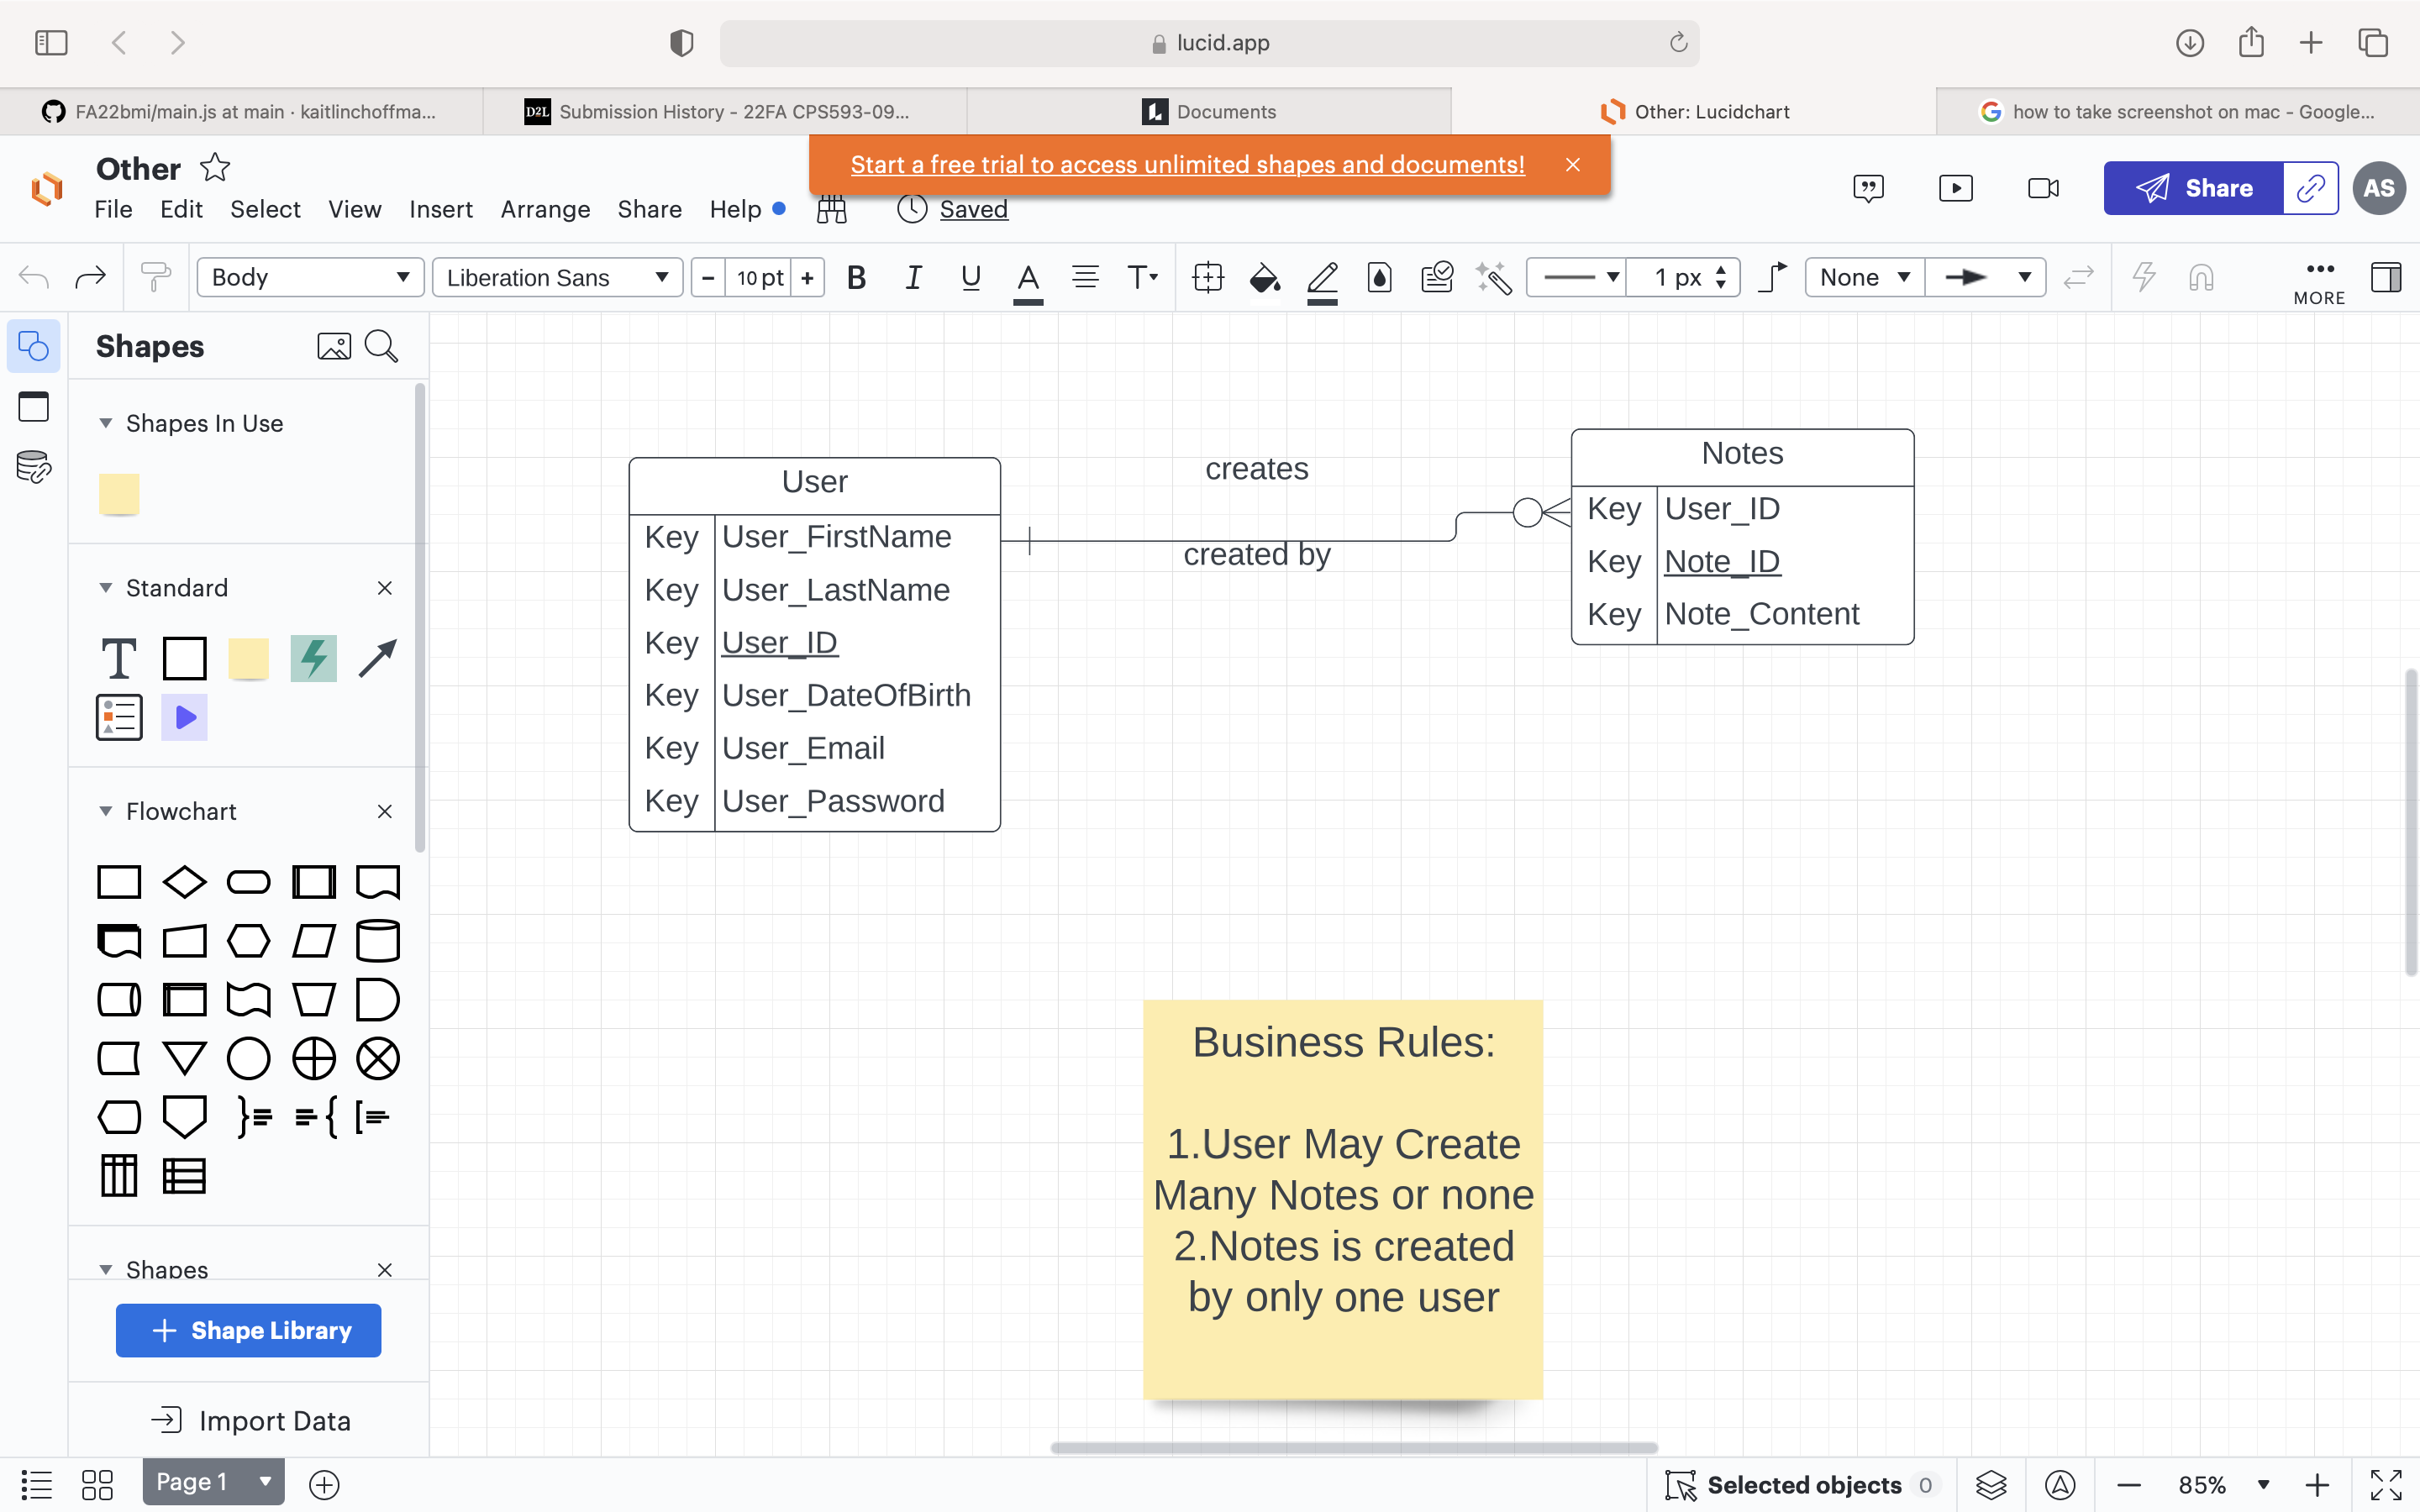 lucid.app
FA22bmi/main.js at main · kaitlinchoffma...
D2L Submission History - 22FA CPS593-09...
Documents
Other: Lucidchart
how to take screenshot on mac - Google...
Start a free trial to access unlimited shapes and documents!
Other
File Edit Select View Insert Arrange Share Help
Saved
Share
AS
Body
Liberation Sans
10 pt
B I U A T
1 px
None
MORE
Shapes
Shapes In Use
Standard
T
Flowchart
Shapes
Shape Library
Import Data
User
Key User_FirstName
Key User_LastName
Key User_ID
Key User_DateOfBirth
Key User_Email
Key User_Password
creates
created by
Notes
Key User_ID
Key Note_ID
Key Note_Content
Business Rules:
1.User May Create
Many Notes or none
2.Notes is created
by only one user
Page 1
Selected objects 0
85%